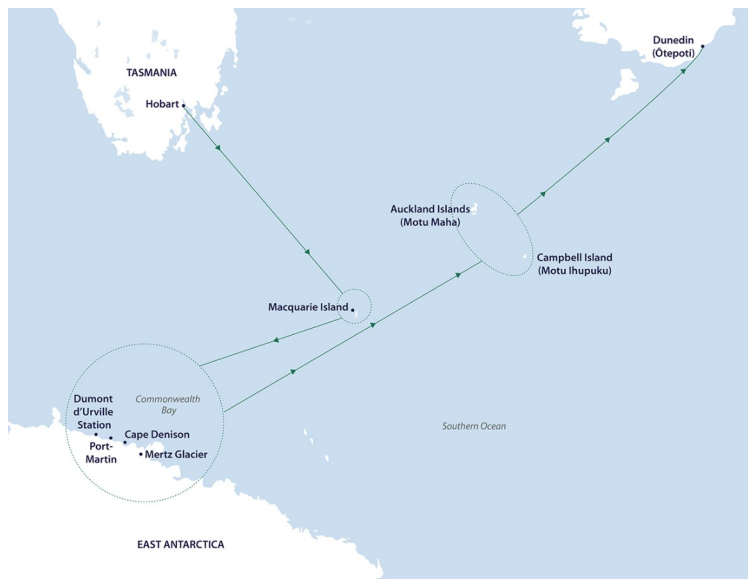 Dunedin
(Ōtepoti)
TASMANIA
Hobart
Auckland Islands
(Motu Maha)
Campbell Island
(Motu Ihupuku)
Macquarie Island
Dumont
d'Urville
Station
Commonwealth
Bay
Cape Denison
Port-
Martin
Mertz Glacier
Southern Ocean
EAST ANTARCTICA